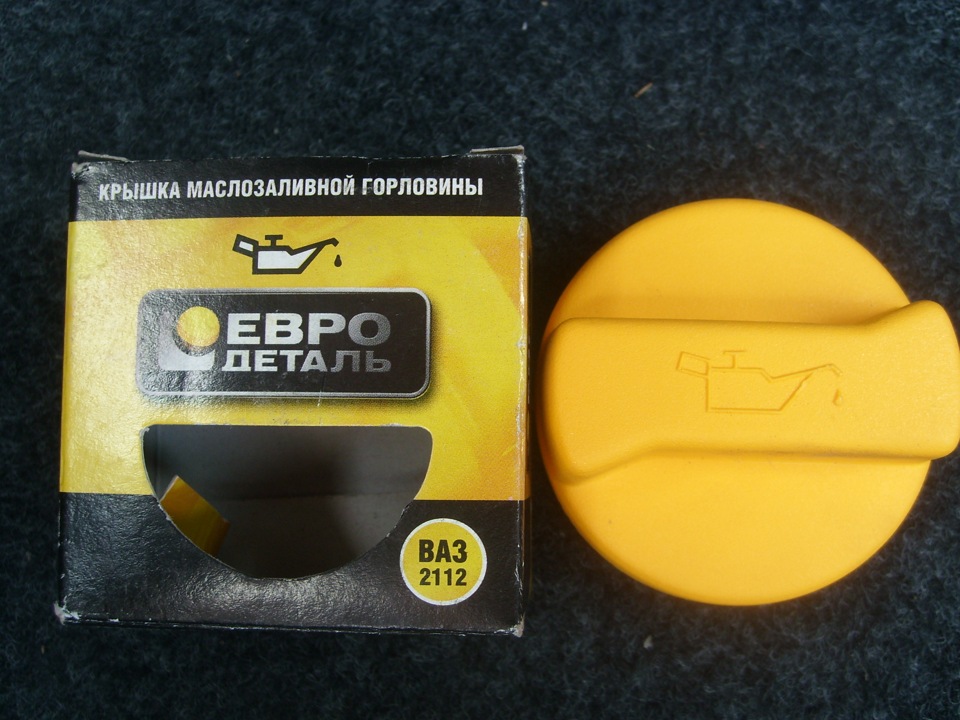 КРЫШКА МАСЛОЗАЛИВНОЙ ГОРЛОВИНЫ
ЕВРО
ДЕТАЛЬ
ВАЗ
2112